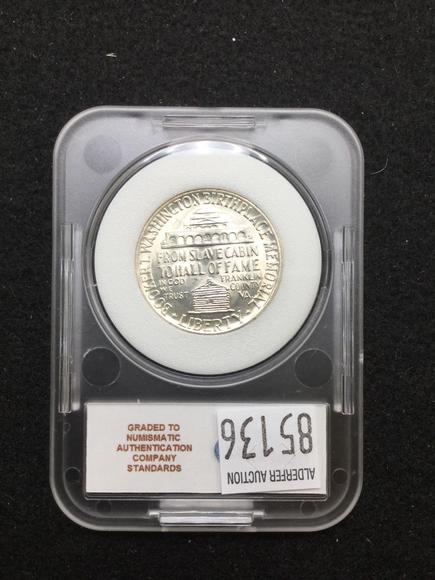 BOOKER T. WASHINGTON BIRTHPLACE MEMORIAL
FROM SLAVE CABIN
TO HALL OF FAME
IN GOD
WE
TRUST
FRANKLIN
COUNTY
VA.
LIBERTY
GRADED TO
NUMISMATIC
AUTHENTICATION
COMPANY
STANDARDS
ALDERFER AUCTION
85136